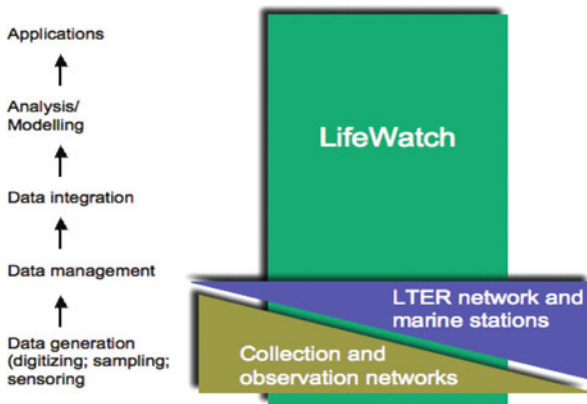 Applications
Analysis/
Modelling
Data integration
Data management
Data generation
(digitizing; sampling;
sensoring
LifeWatch
LTER network and
marine stations
Collection and
observation networks